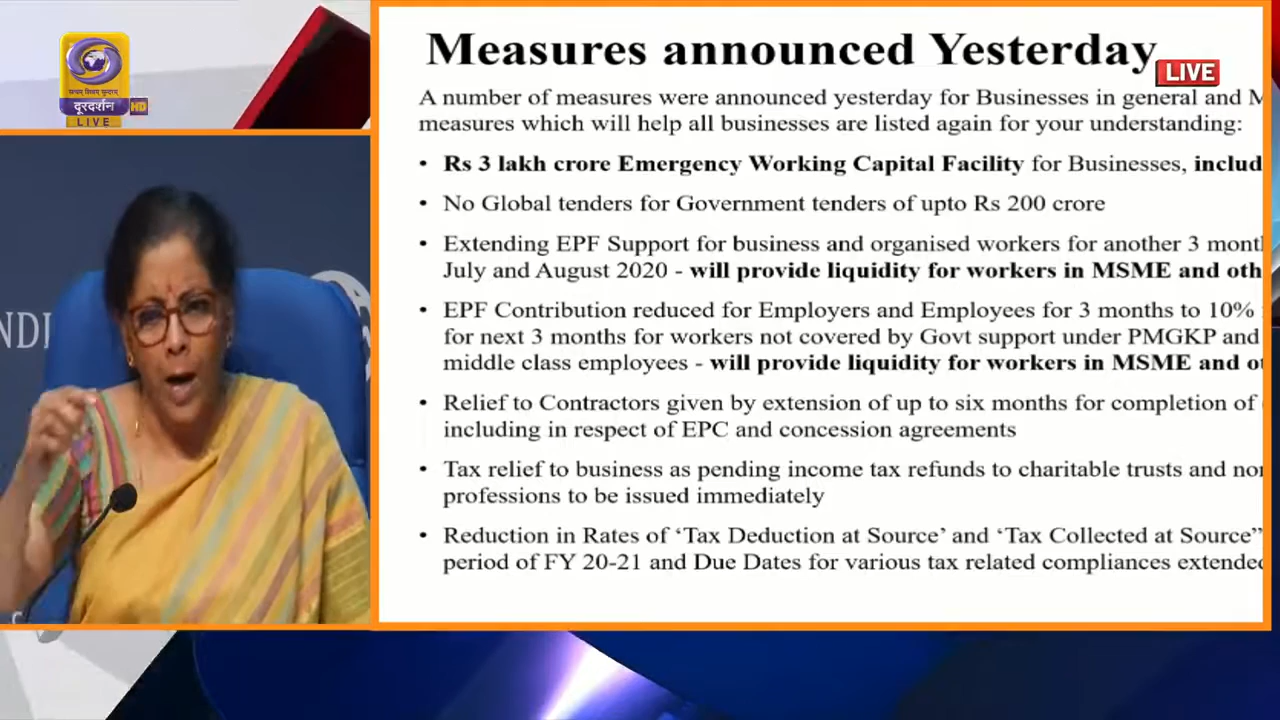 दूरदर्शन HD
LIVE
NDI
Measures announced Yesterday
LIVE
A number of measures were announced yesterday for Businesses in general and M
measures which will help all businesses are listed again for your understanding:
• Rs 3 lakh crore Emergency Working Capital Facility for Businesses, includ
• No Global tenders for Government tenders of upto Rs 200 crore
• Extending EPF Support for business and organised workers for another 3 mont
July and August 2020 - will provide liquidity for workers in MSME and oth
• EPF Contribution reduced for Employers and Employees for 3 months to 10%
for next 3 months for workers not covered by Govt support under PMGKP and
middle class employees - will provide liquidity for workers in MSME and ot
• Relief to Contractors given by extension of up to six months for completion of
including in respect of EPC and concession agreements
• Tax relief to business as pending income tax refunds to charitable trusts and no
professions to be issued immediately
• Reduction in Rates of ‘Tax Deduction at Source’ and ‘Tax Collected at Source”
period of FY 20-21 and Due Dates for various tax related compliances extended